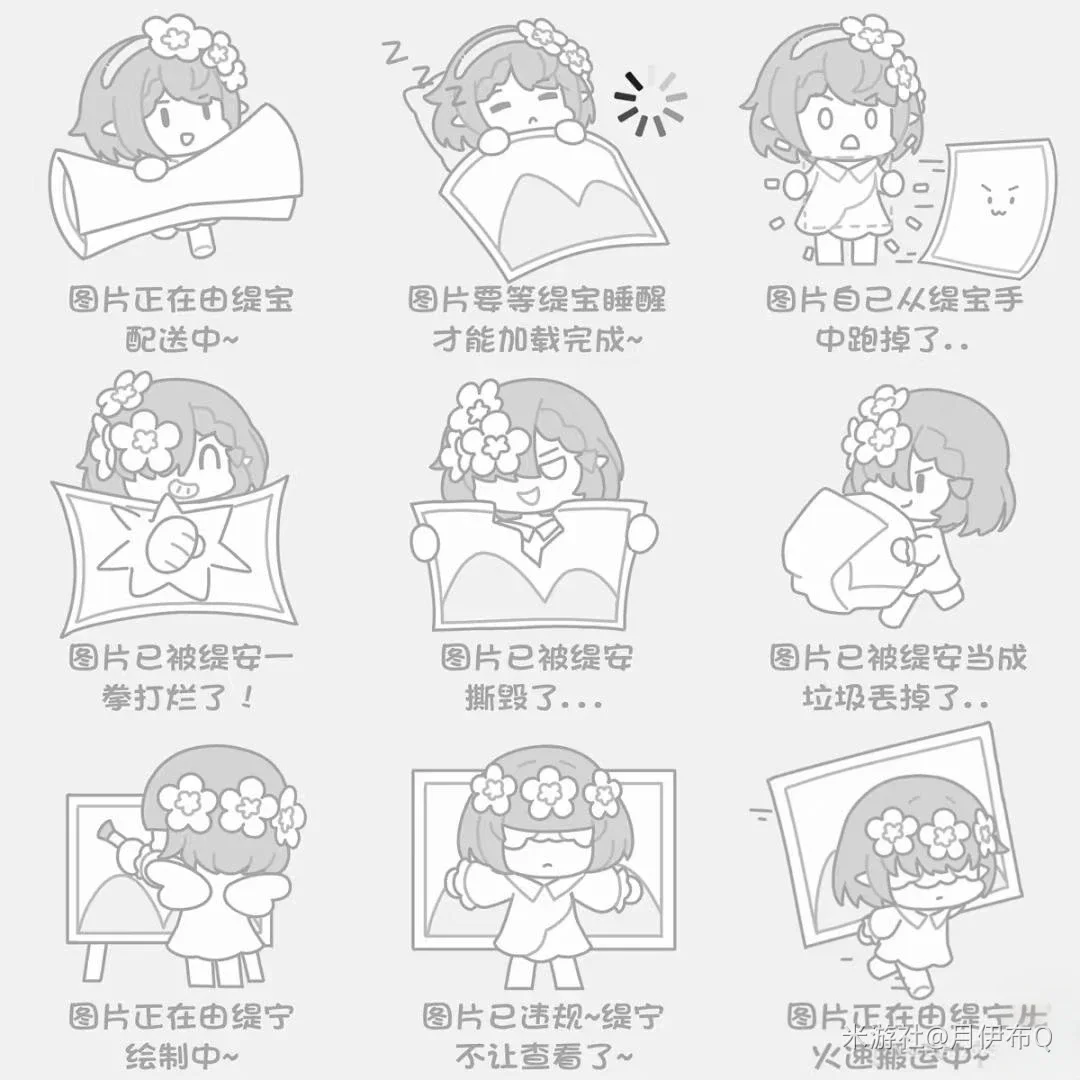 图片正在由缇宝
配送中~
z z z z z
图片要等缇宝睡醒
才能加载完成~
图片自己从缇宝手
中跑掉了..
图片已被缇安一
拳打烂了！
图片已被缇安
撕毁了...
图片已被缇安当成
垃圾丢掉了..
图片正在由缇宁
绘制中~
图片已违规~缇宁
不让查看了~
图片正在由缇宁生
火速搬运中~
米游社@月伊布Q